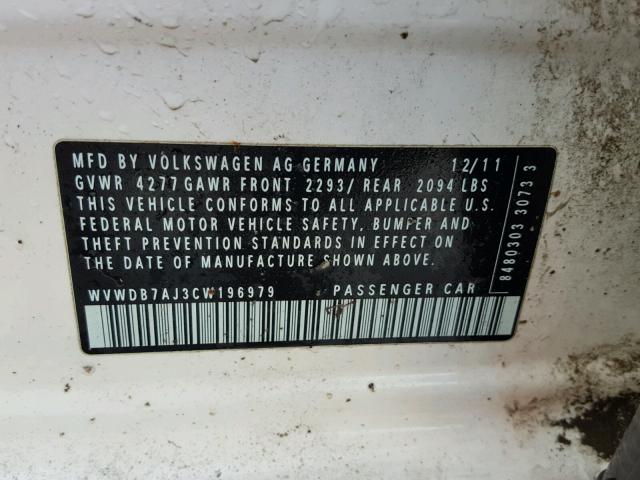 MFD BY VOLKSWAGEN AG GERMANY 12/11
GVWR 4277 GAWR FRONT 2293/ REAR 2094 LBS
THIS VEHICLE CONFORMS TO ALL APPLICABLE U.S.
FEDERAL MOTOR VEHICLE SAFETY, BUMPER AND
THEFT PREVENTION STANDARDS IN EFFECT ON
THE DATE OF MANUFACTURE SHOWN ABOVE.
WVWDB7AJ3CW196979 PASSENGER CAR
8480303 3073 3